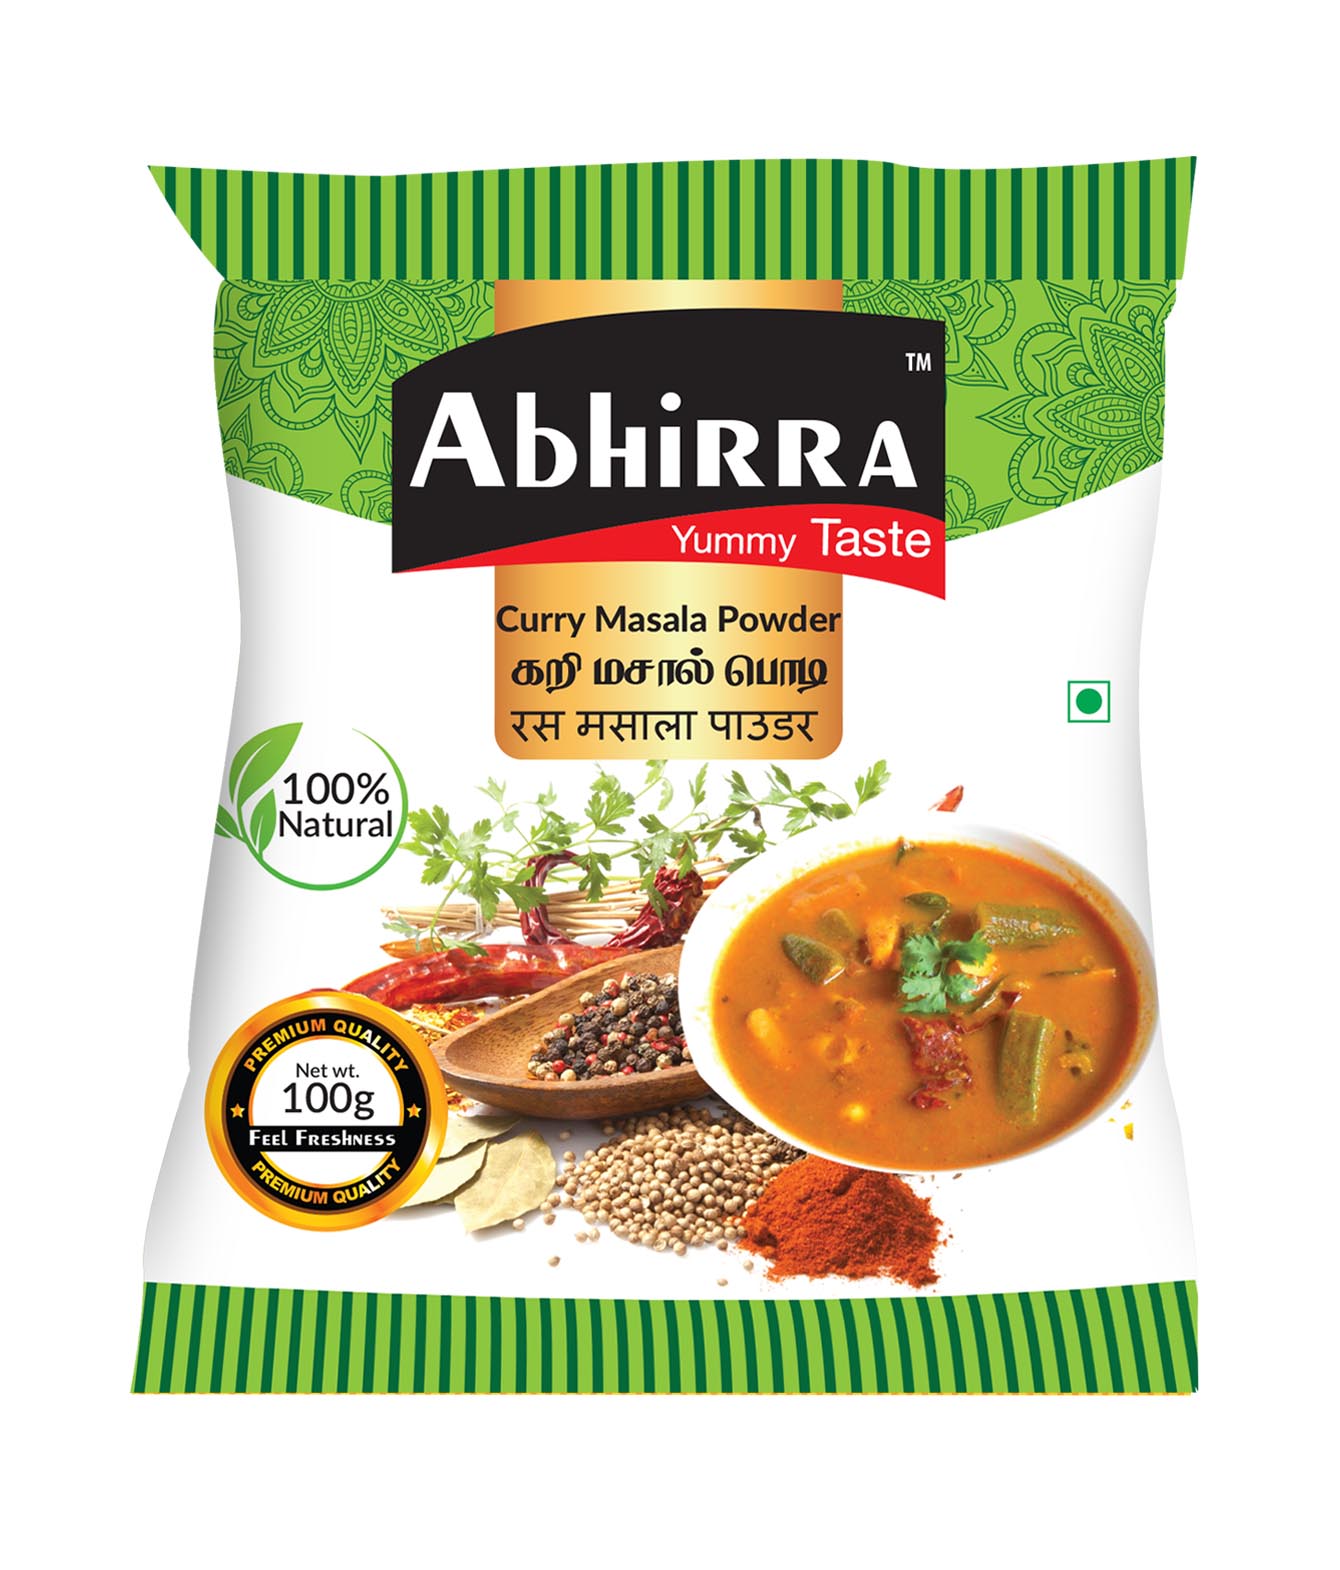 ABHIRRA
TM
Yummy Taste
Curry Masala Powder
கறி மசால் பொடி
रस मसाला पाउडर
100%
Natural
PREMIUM QUALITY
Net wt.
100g
FEEL FRESHNESS
PREMIUM QUALITY